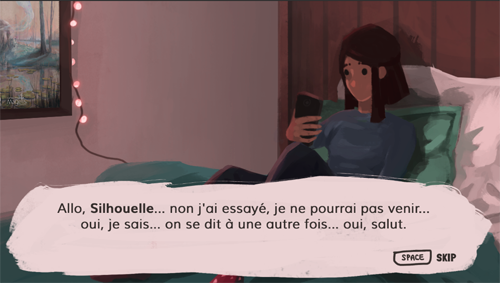 Allo, Silhouelle... non j'ai essayé, je ne pourrai pas venir...
oui, je sais... on se dit à une autre fois... oui, salut.
SPACE SKIP